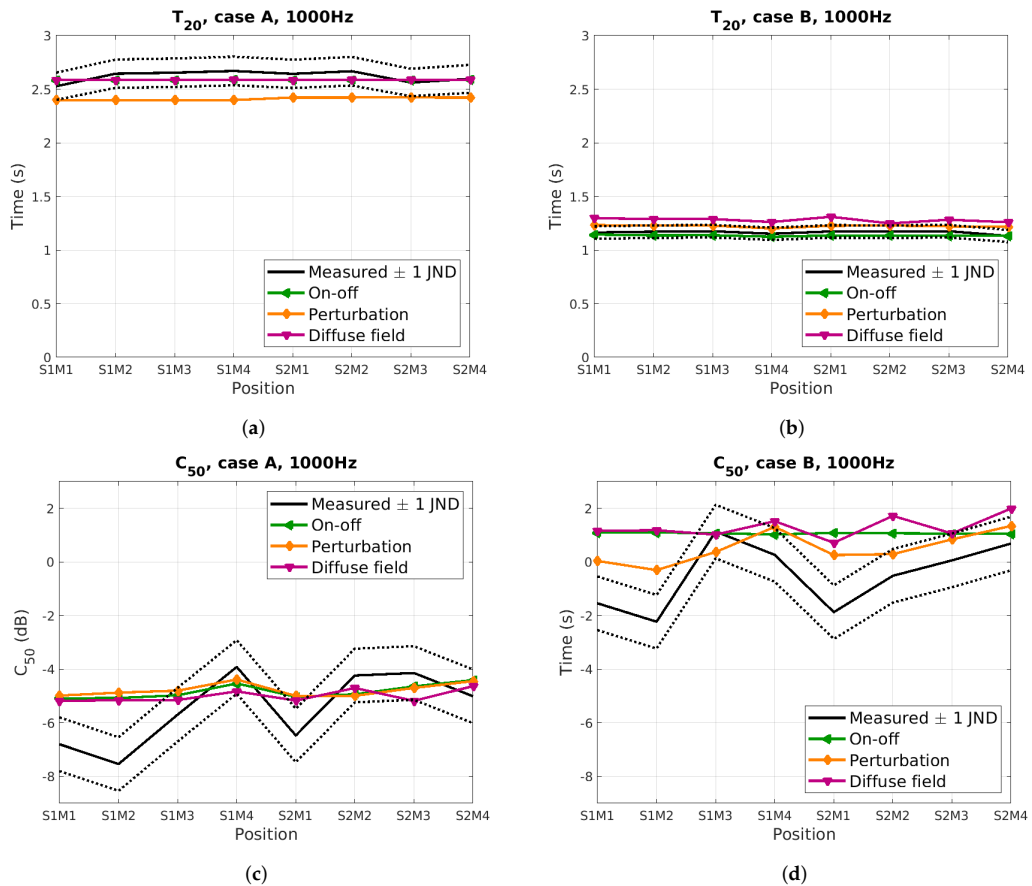 T20, case A, 1000Hz
3
2.5
2
1.5
1
0.5
0
Time (s)
S1M1 S1M2 S1M3 S1M4 S2M1 S2M2 S2M3 S2M4
Position
Measured ± 1 JND
On-off
Perturbation
Diffuse field
(a)
T20, case B, 1000Hz
3
2.5
2
1.5
1
0.5
0
Time (s)
S1M1 S1M2 S1M3 S1M4 S2M1 S2M2 S2M3 S2M4
Position
Measured ± 1 JND
On-off
Perturbation
Diffuse field
(b)
C50, case A, 1000Hz
2
0
-2
-4
-6
-8
C50 (dB)
S1M1 S1M2 S1M3 S1M4 S2M1 S2M2 S2M3 S2M4
Position
Measured ± 1 JND
On-off
Perturbation
Diffuse field
(c)
C50, case B, 1000Hz
2
0
-2
-4
-6
-8
Time (s)
S1M1 S1M2 S1M3 S1M4 S2M1 S2M2 S2M3 S2M4
Position
Measured ± 1 JND
On-off
Perturbation
Diffuse field
(d)